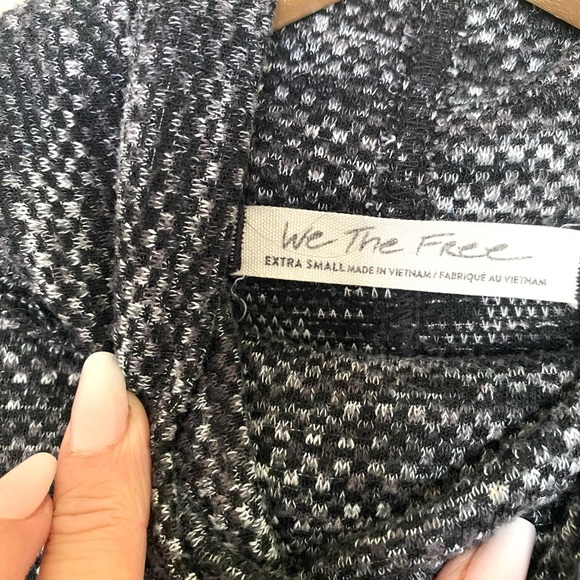 We The Free
EXTRA SMALL MADE IN VIETNAM / FABRIQUÉ AU VIETNAM